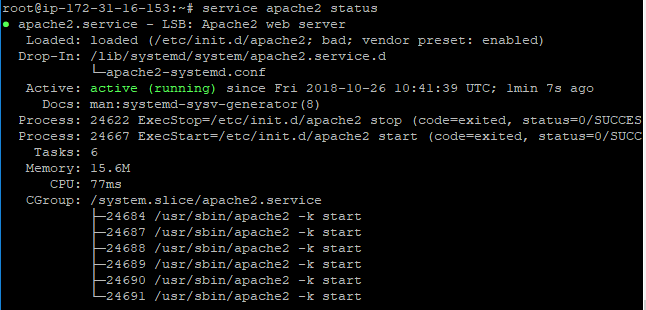 root@ip-172-31-16-153:~# service apache2 status
● apache2.service - LSB: Apache2 web server
   Loaded: loaded (/etc/init.d/apache2; bad; vendor preset: enabled)
  Drop-In: /lib/systemd/system/apache2.service.d
           └─apache2-systemd.conf
   Active: active (running) since Fri 2018-10-26 10:41:39 UTC; 1min 7s ago
     Docs: man:systemd-sysv-generator(8)
  Process: 24622 ExecStop=/etc/init.d/apache2 stop (code=exited, status=0/SUCCES
  Process: 24667 ExecStart=/etc/init.d/apache2 start (code=exited, status=0/SUCC
    Tasks: 6
   Memory: 15.6M
      CPU: 77ms
   CGroup: /system.slice/apache2.service
           ├─24684 /usr/sbin/apache2 -k start
           ├─24687 /usr/sbin/apache2 -k start
           ├─24688 /usr/sbin/apache2 -k start
           ├─24689 /usr/sbin/apache2 -k start
           ├─24690 /usr/sbin/apache2 -k start
           └─24691 /usr/sbin/apache2 -k start